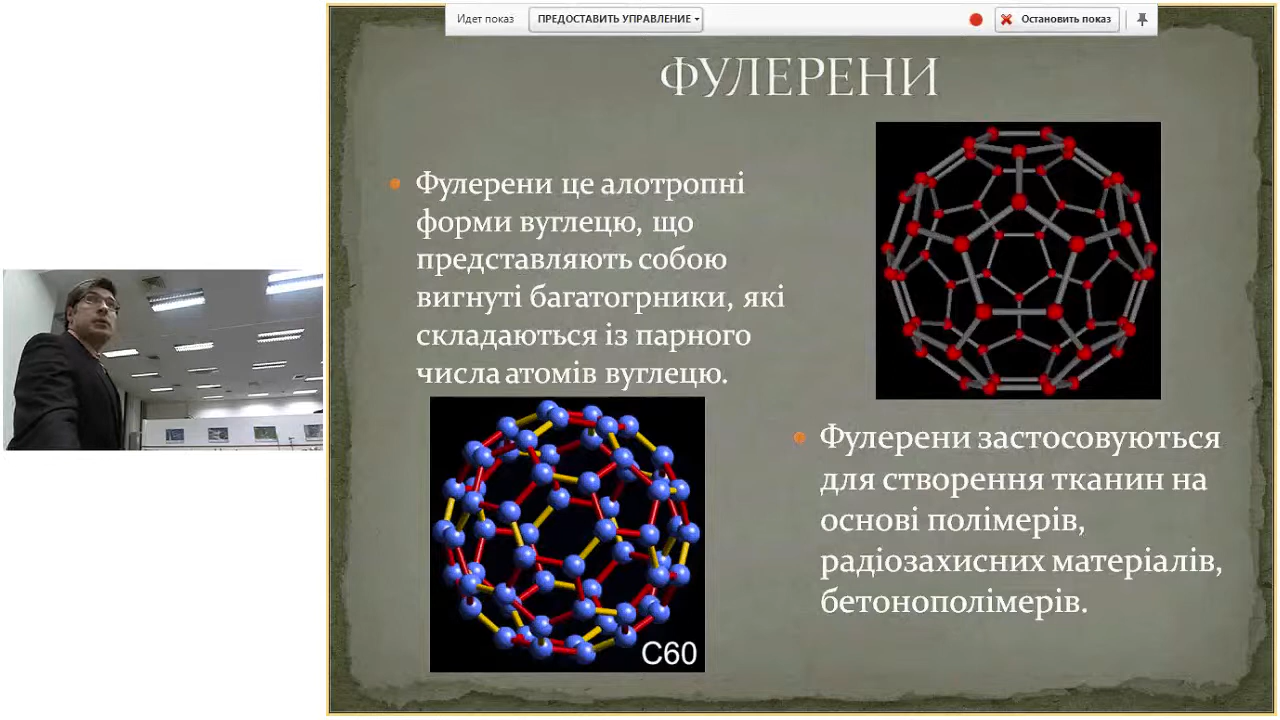 Идет показ
ПРЕДОСТАВИТЬ УПРАВЛЕНИЕ
Остановить показ
ФУЛЕРЕНИ
Фулерени це алотропні
форми вуглецю, що
представляють собою
вигнуті багатогрники, які
складаються із парного
числа атомів вуглецю.
C60
Фулерени застосовуються
для створення тканин на
основі полімерів,
радіозахисних матеріалів,
бетонополімерів.